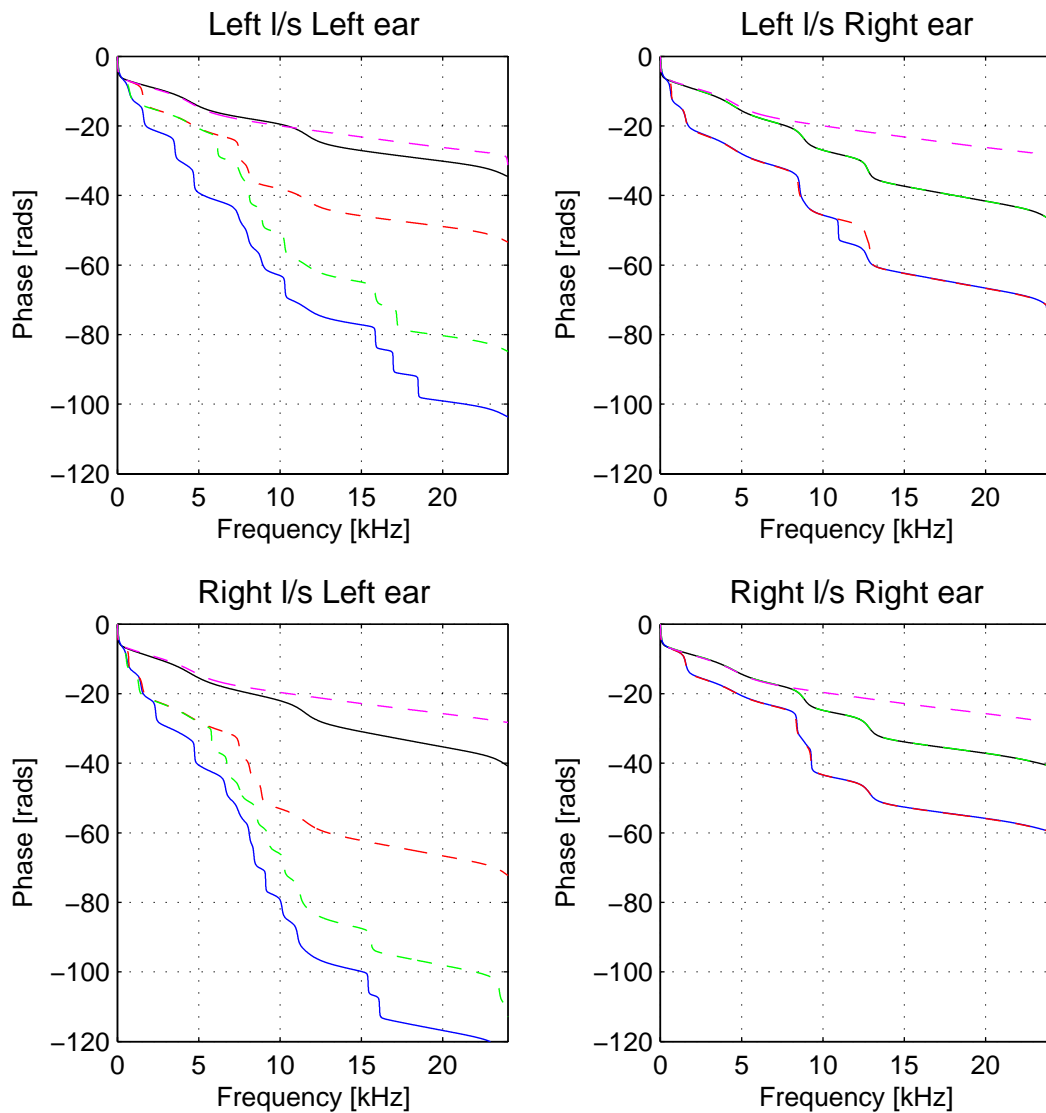 Left l/s Left ear
0
−20
−40
−60
−80
−100
−120
Phase [rads]
0 5 10 15 20
Frequency [kHz]
Left l/s Right ear
0
−20
−40
−60
−80
−100
−120
Phase [rads]
0 5 10 15 20
Frequency [kHz]
Right l/s Left ear
0
−20
−40
−60
−80
−100
−120
Phase [rads]
0 5 10 15 20
Frequency [kHz]
Right l/s Right ear
0
−20
−40
−60
−80
−100
−120
Phase [rads]
0 5 10 15 20
Frequency [kHz]